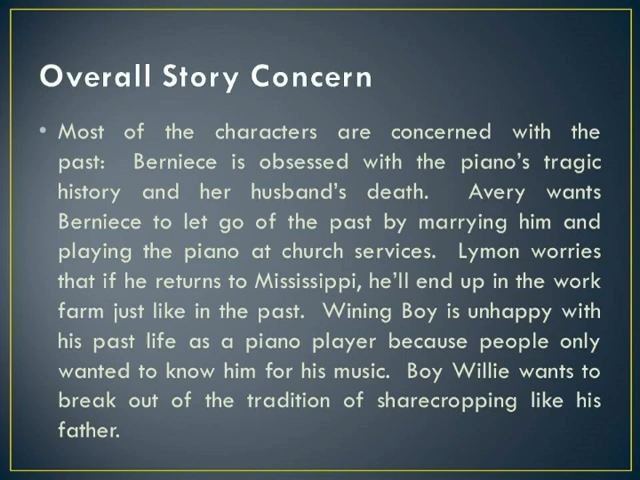 Overall Story Concern
• Most of the characters are concerned with the
past: Berniece is obsessed with the piano's tragic
history and her husband's death. Avery wants
Berniece to let go of the past by marrying him and
playing the piano at church services. Lymon worries
that if he returns to Mississippi, he'll end up in the work
farm just like in the past. Wining Boy is unhappy with
his past life as a piano player because people only
wanted to know him for his music. Boy Willie wants to
break out of the tradition of sharecropping like his
father.